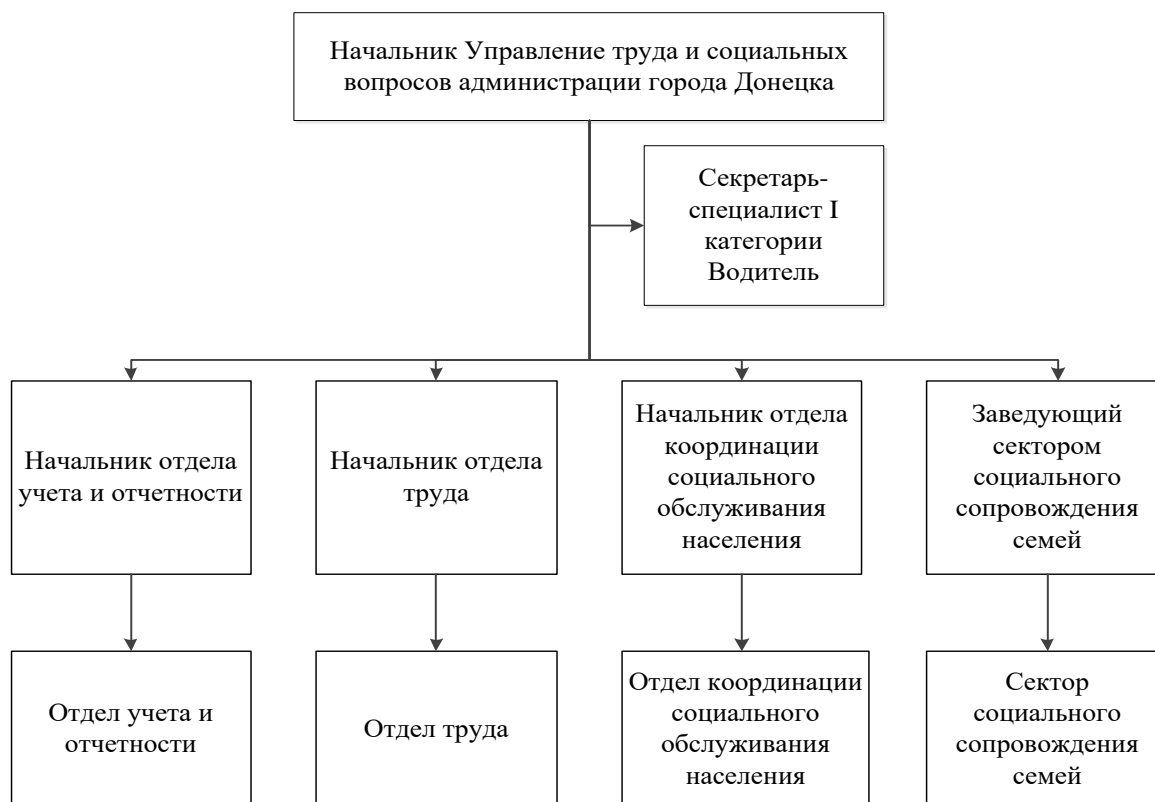 Начальник Управление труда и социальных
вопросов администрации города Донецка
Секретарь-
специалист I
категории
Водитель
Начальник отдела
учета и отчетности
Начальник отдела
труда
Начальник отдела
координации
социального
обслуживания
населения
Заведующий
сектором
социального
сопровождения
семей
Отдел учета и
отчетности
Отдел труда
Отдел координации
социального
обслуживания
населения
Сектор
социального
сопровождения
семей